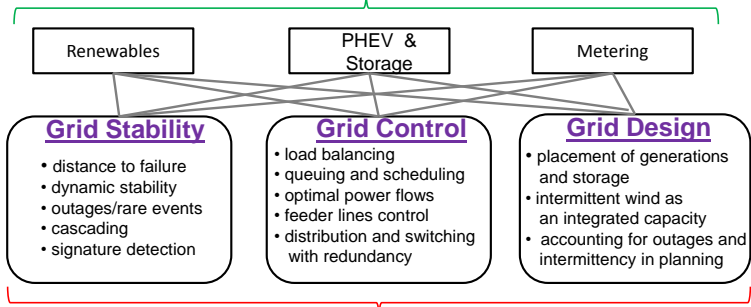 Renewables
PHEV &
Storage
Metering
Grid Stability
• distance to failure
• dynamic stability
• outages/rare events
• cascading
• signature detection
Grid Control
• load balancing
• queuing and scheduling
• optimal power flows
• feeder lines control
• distribution and switching
with redundancy
Grid Design
• placement of generations
and storage
• intermittent wind as
an integrated capacity
• accounting for outages and
intermittency in planning